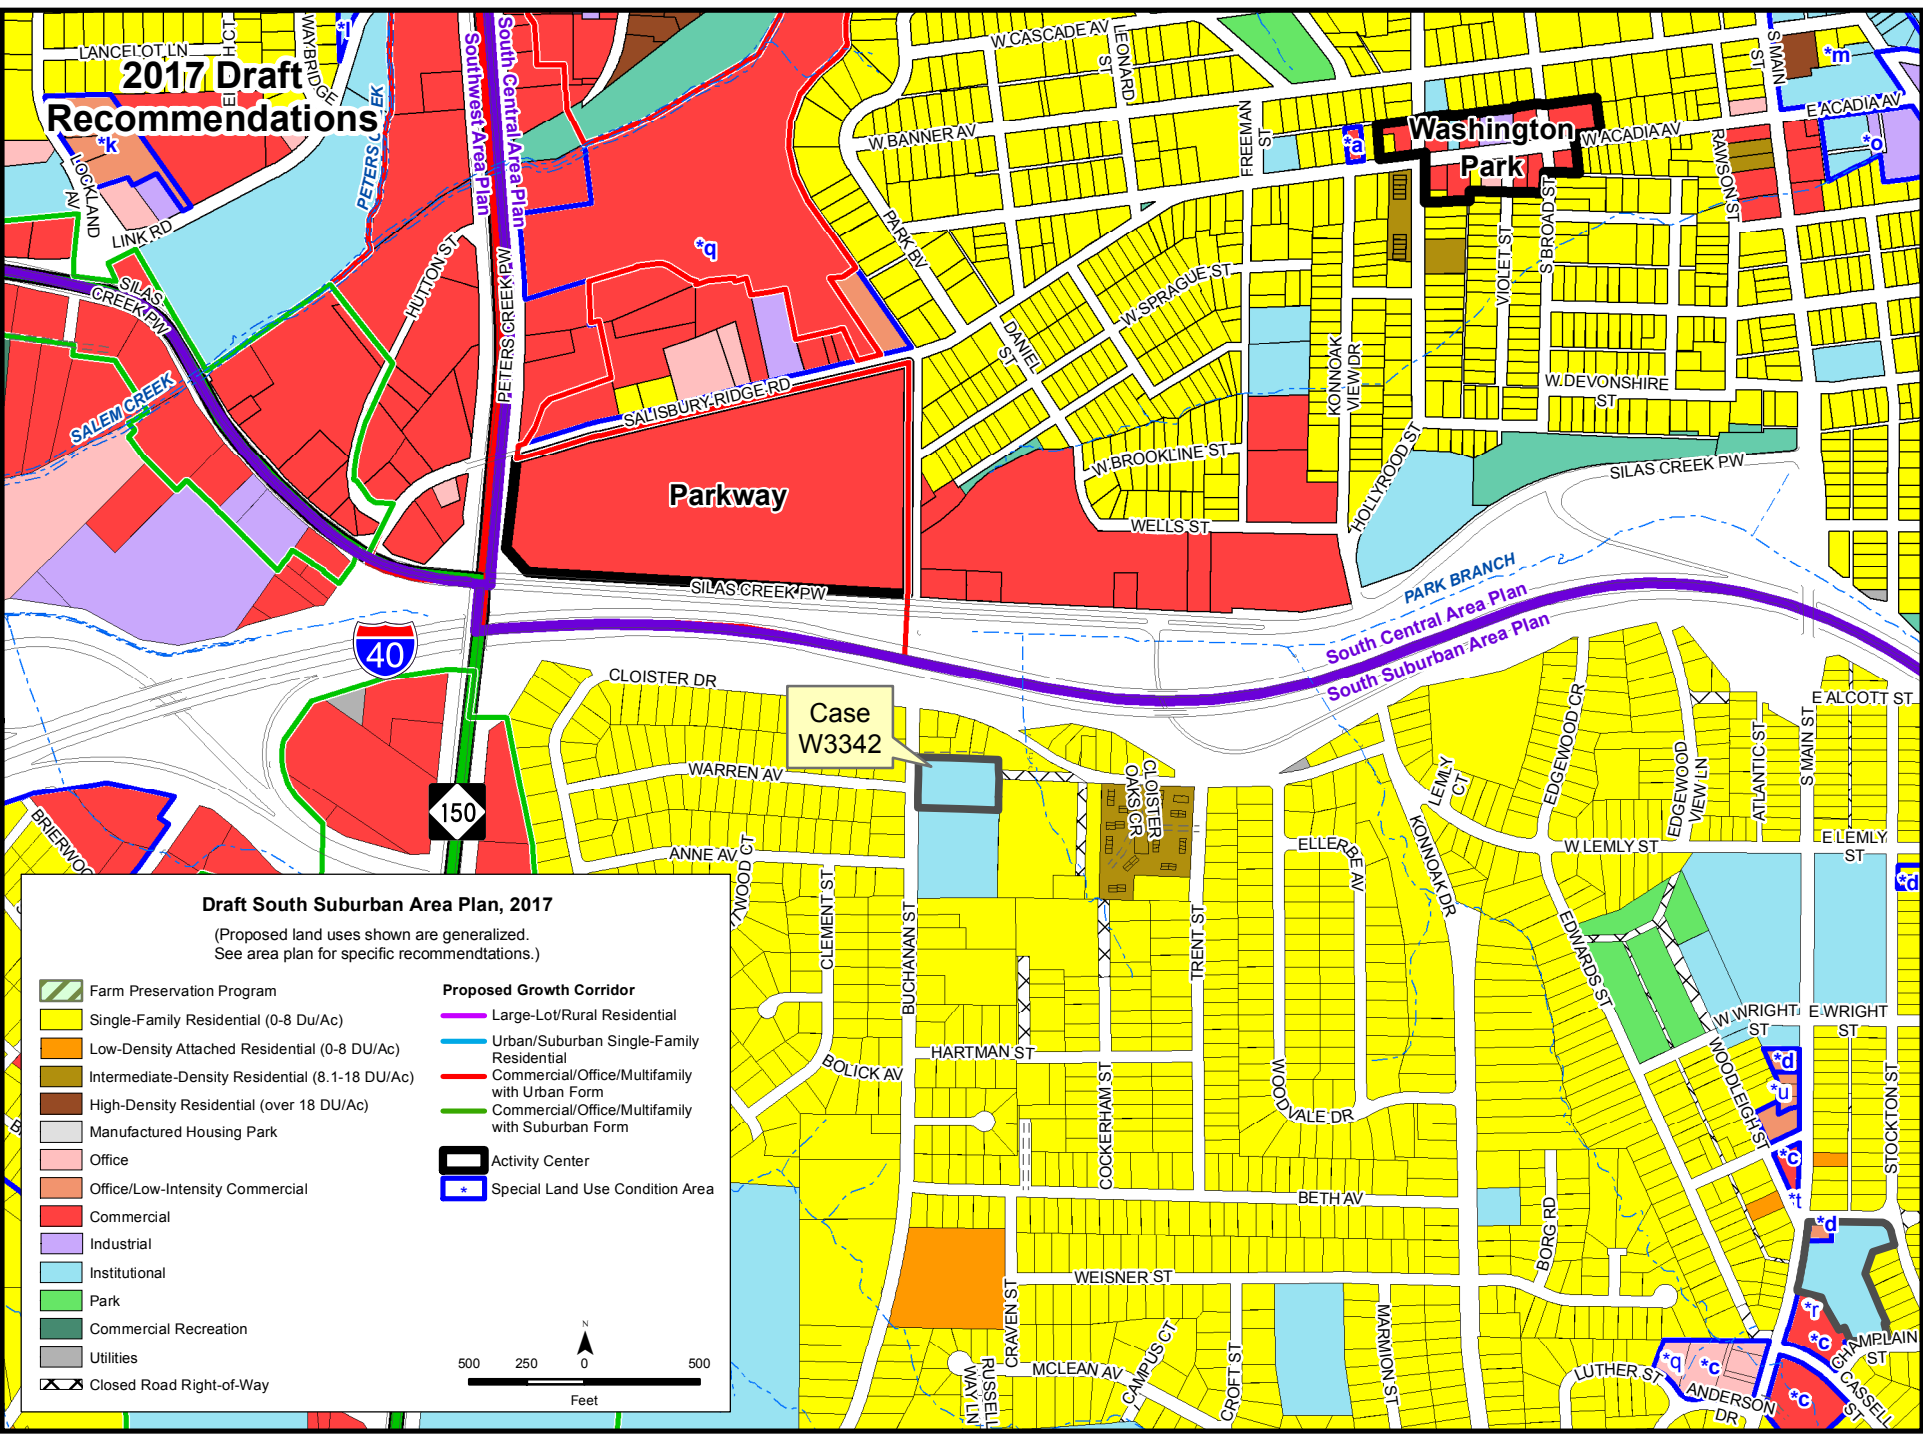 2017 Draft
Recommendations
LANCELOT LN
H CT
WAYBRIDGE
*l
*k
PETERS CREEK
Southwest Area Plan
South Central Area Plan
LOCKLAND
AV
LINK RD
SILAS
CREEK PW
SALEM CREEK
HUTTON ST
PETERS CREEK PW
*q
SALISBURY RIDGE RD
Parkway
SILAS CREEK PW
W CASCADE AV
LEONARD
ST
W BANNER AV
FREEMAN
ST
PARK BV
DANIEL
ST
W SPRAGUE ST
W BROOKLINE ST
WELLS ST
KONNOAK
VIEW DR
HOLLYROOD ST
*a
Washington
Park
W ACADIA AV
VIOLET ST
S BROAD ST
W DEVONSHIRE
ST
RAWSON ST
S MAIN
ST
*m
E ACADIA AV
*o
SILAS CREEK PW
PARK BRANCH
South Central Area Plan
South Suburban Area Plan
40
150
CLOISTER DR
Case
W3342
WARREN AV
ANNE AV
WOOD CT
CLEMENT ST
BUCHANAN ST
BOLICK AV
HARTMAN ST
COCKERHAM ST
CLOISTER
OAKS CR
TRENT ST
ELLERBE AV
WOODVALE DR
KONNOAK DR
LEMLY
CT
EDGEWOOD CR
EDGEWOOD
VIEW LN
ATLANTIC ST
S MAIN ST
E ALCOTT ST
W LEMLY ST
E LEMLY
ST
*d
EDWARDS ST
W WRIGHT
ST
E WRIGHT
ST
WOODLEIGH ST
STOCKTON ST
*d
*u
*c
*t
*d
*r
*c
CHAMPLAIN
ST
CASSELL
ST
*q
*c
*c
LUTHER ST
ANDERSON
DR
BETH AV
BORG RD
WEISNER ST
CRAVEN ST
MCLEAN AV
RUSSELL
WAY LN
CAMPUS CT
CROFT ST
MARMION ST
BRIERWOO
Draft South Suburban Area Plan, 2017
(Proposed land uses shown are generalized.
See area plan for specific recommendtations.)
Farm Preservation Program
Single-Family Residential (0-8 Du/Ac)
Low-Density Attached Residential (0-8 DU/Ac)
Intermediate-Density Residential (8.1-18 DU/Ac)
High-Density Residential (over 18 DU/Ac)
Manufactured Housing Park
Office
Office/Low-Intensity Commercial
Commercial
Industrial
Institutional
Park
Commercial Recreation
Utilities
Closed Road Right-of-Way
Proposed Growth Corridor
Large-Lot/Rural Residential
Urban/Suburban Single-Family
Residential
Commercial/Office/Multifamily
with Urban Form
Commercial/Office/Multifamily
with Suburban Form
Activity Center
* Special Land Use Condition Area
N
500 250 0 500
Feet